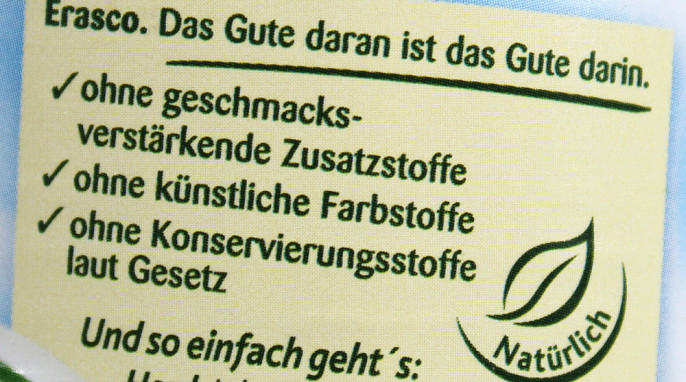 Erasco. Das Gute daran ist das Gute darin.
✓ ohne geschmacks-
verstärkende Zusatzstoffe
✓ ohne künstliche Farbstoffe
✓ ohne Konservierungsstoffe
laut Gesetz
Natürlich
Und so einfach geht´s: